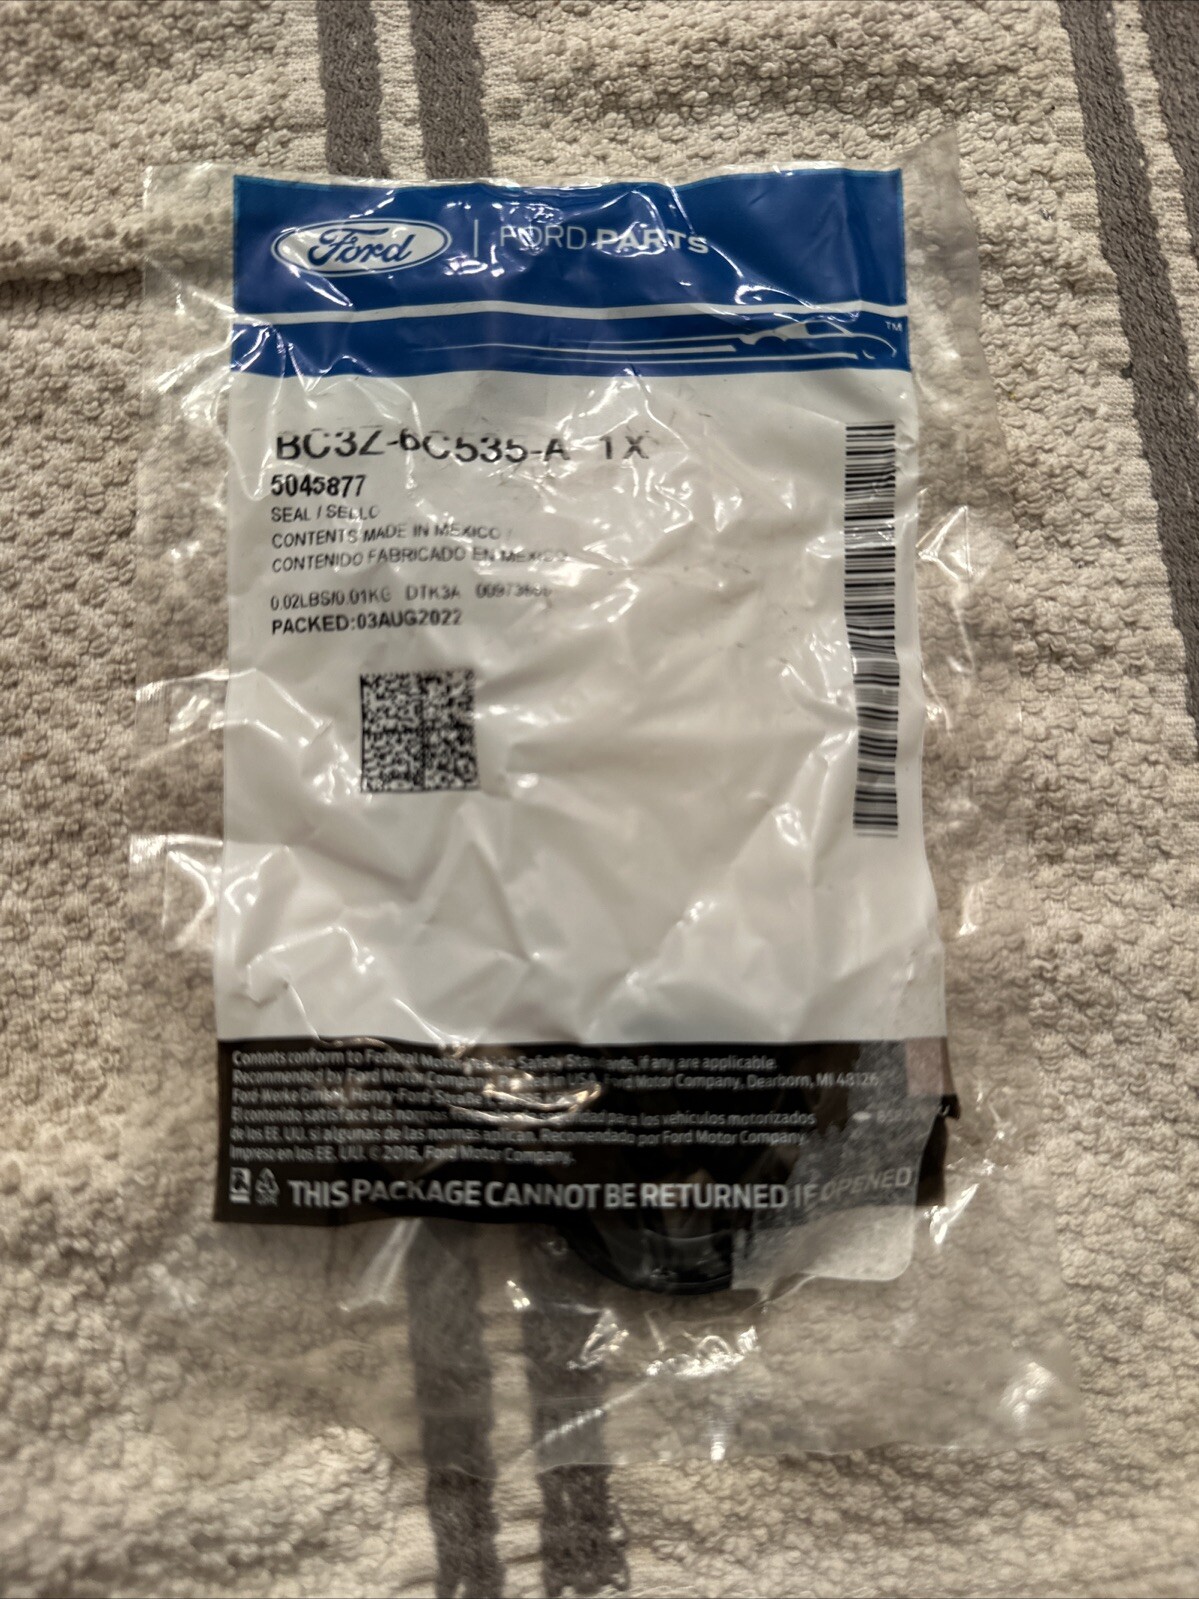 Ford | FORD PARTS
TM
BC3Z-6C535-A 1X
5045877
SEAL / SELLO
CONTENTS MADE IN MEXICO /
CONTENIDO FABRICADO EN MEXICO
0.02LBS/0.01KG DTK3A
PACKED:03AUG2022
Contents conform to Federal Motor Vehicle Safety Standards, if any are applicable.
Recommended by Ford Motor Company. Printed in USA, Ford Motor Company, Dearborn, MI 48126
Ford-Werke GmbH, Henry-Ford-Straße
El contenido satisface las normas para los vehículos motorizados
de los EE. UU. si algunas de las normas aplican. Recomendado por Ford Motor Company.
Impreso en los EE. UU. © 2016, Ford Motor Company.
THIS PACKAGE CANNOT BE RETURNED IF OPENED